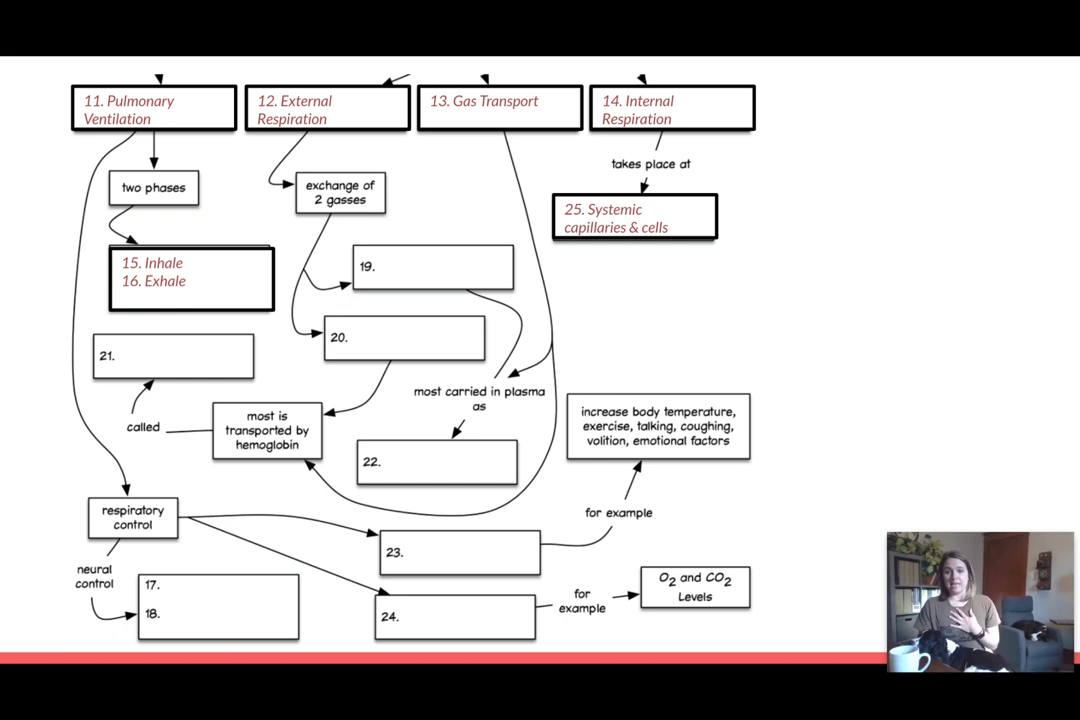 11. Pulmonary
Ventilation
12. External
Respiration
13. Gas Transport
14. Internal
Respiration
takes place at
two phases
exchange of
2 gasses
25. Systemic
capillaries & cells
15. Inhale
16. Exhale
19.
20.
21.
most carried in plasma
as
most is
transported by
hemoglobin
called
increase body temperature,
exercise, talking, coughing,
volition, emotional factors
22.
respiratory
control
for example
23.
neural
control
17.
18.
24.
for
example
O2 and CO2
Levels